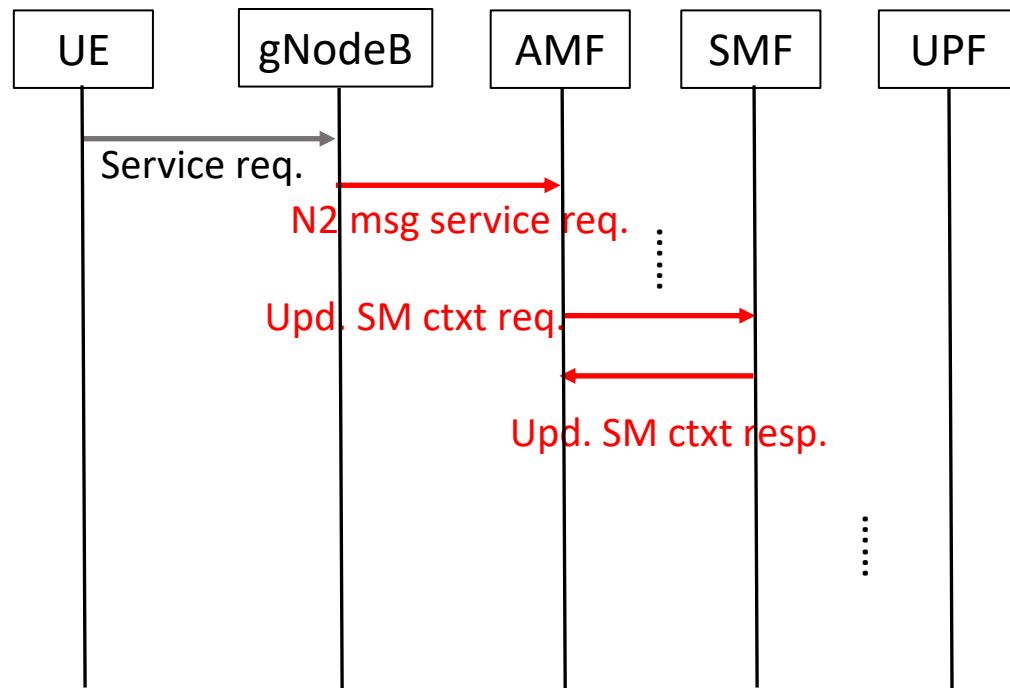 UE
gNodeB
AMF
SMF
UPF
Service req.
N2 msg service req.
Upd. SM ctxt req.
Upd. SM ctxt resp.